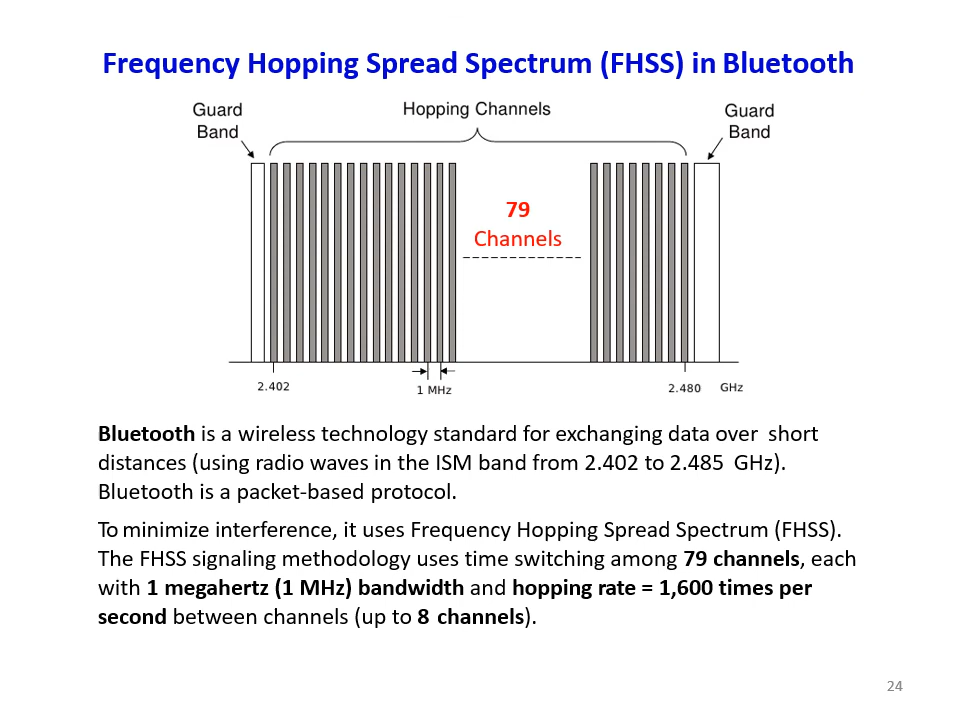 Frequency Hopping Spread Spectrum (FHSS) in Bluetooth
Guard
Band
Hopping Channels
Guard
Band
79
Channels
2.402
1 MHz
2.480
GHz
Bluetooth is a wireless technology standard for exchanging data over short
distances (using radio waves in the ISM band from 2.402 to 2.485 GHz).
Bluetooth is a packet-based protocol.
To minimize interference, it uses Frequency Hopping Spread Spectrum (FHSS).
The FHSS signaling methodology uses time switching among 79 channels, each
with 1 megahertz (1 MHz) bandwidth and hopping rate = 1,600 times per
second between channels (up to 8 channels).
24